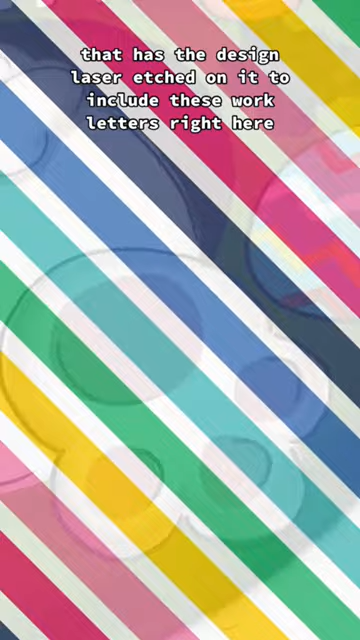 that has the design
laser etched on it to
include these work
letters right here